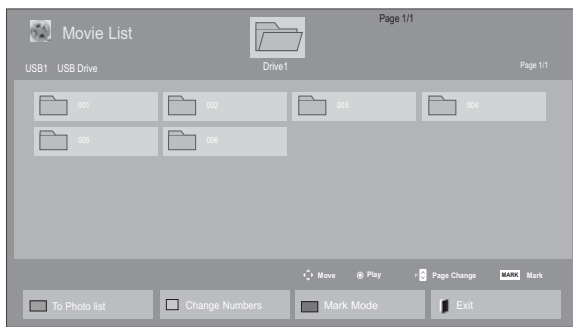 Page 1/1
Movie List
USB1 USB Drive
Drive1
Page 1/1
001
002
003
004
005
006
Move
Play
P Page Change
MARK Mark
To Photo list
Change Numbers
Mark Mode
Exit